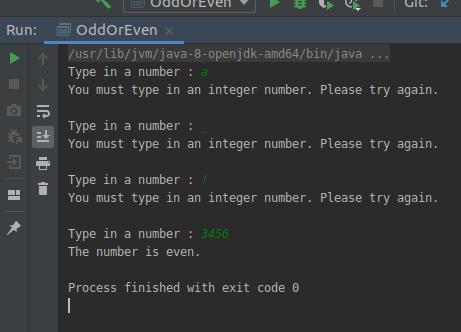 OddOrEven
Git:
Run: OddOrEven
/usr/lib/jvm/java-8-openjdk-amd64/bin/java ...
Type in a number : a
You must type in an integer number. Please try again.
Type in a number : _
You must type in an integer number. Please try again.
Type in a number : !
You must type in an integer number. Please try again.
Type in a number : 3456
The number is even.
Process finished with exit code 0